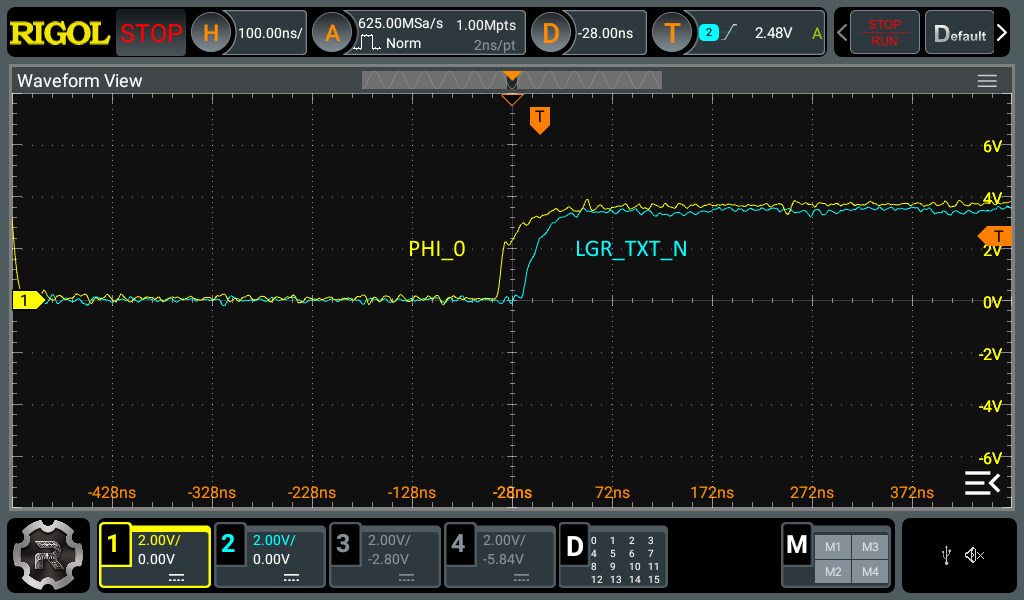 RIGOL STOP H 100.00ns/ A 625.00MSa/s 1.00Mpts D -28.00ns T 2 2.48V A STOP Default
Norm 2ns/pt RUN
Waveform View
T
6V
4V
T
PHI_0 LGR_TXT_N 2V
1 0V
-2V
-4V
-6V
-428ns -328ns -228ns -128ns -28ns 72ns 172ns 272ns 372ns
R
1 2.00V/ 0.00V
2 2.00V/ 0.00V
3 2.00V/ -2.80V
4 2.00V/ -5.84V
D 0 1 2 3
4 5 6 7
8 9 10 11
12 13 14 15
M M1 M3
M2 M4